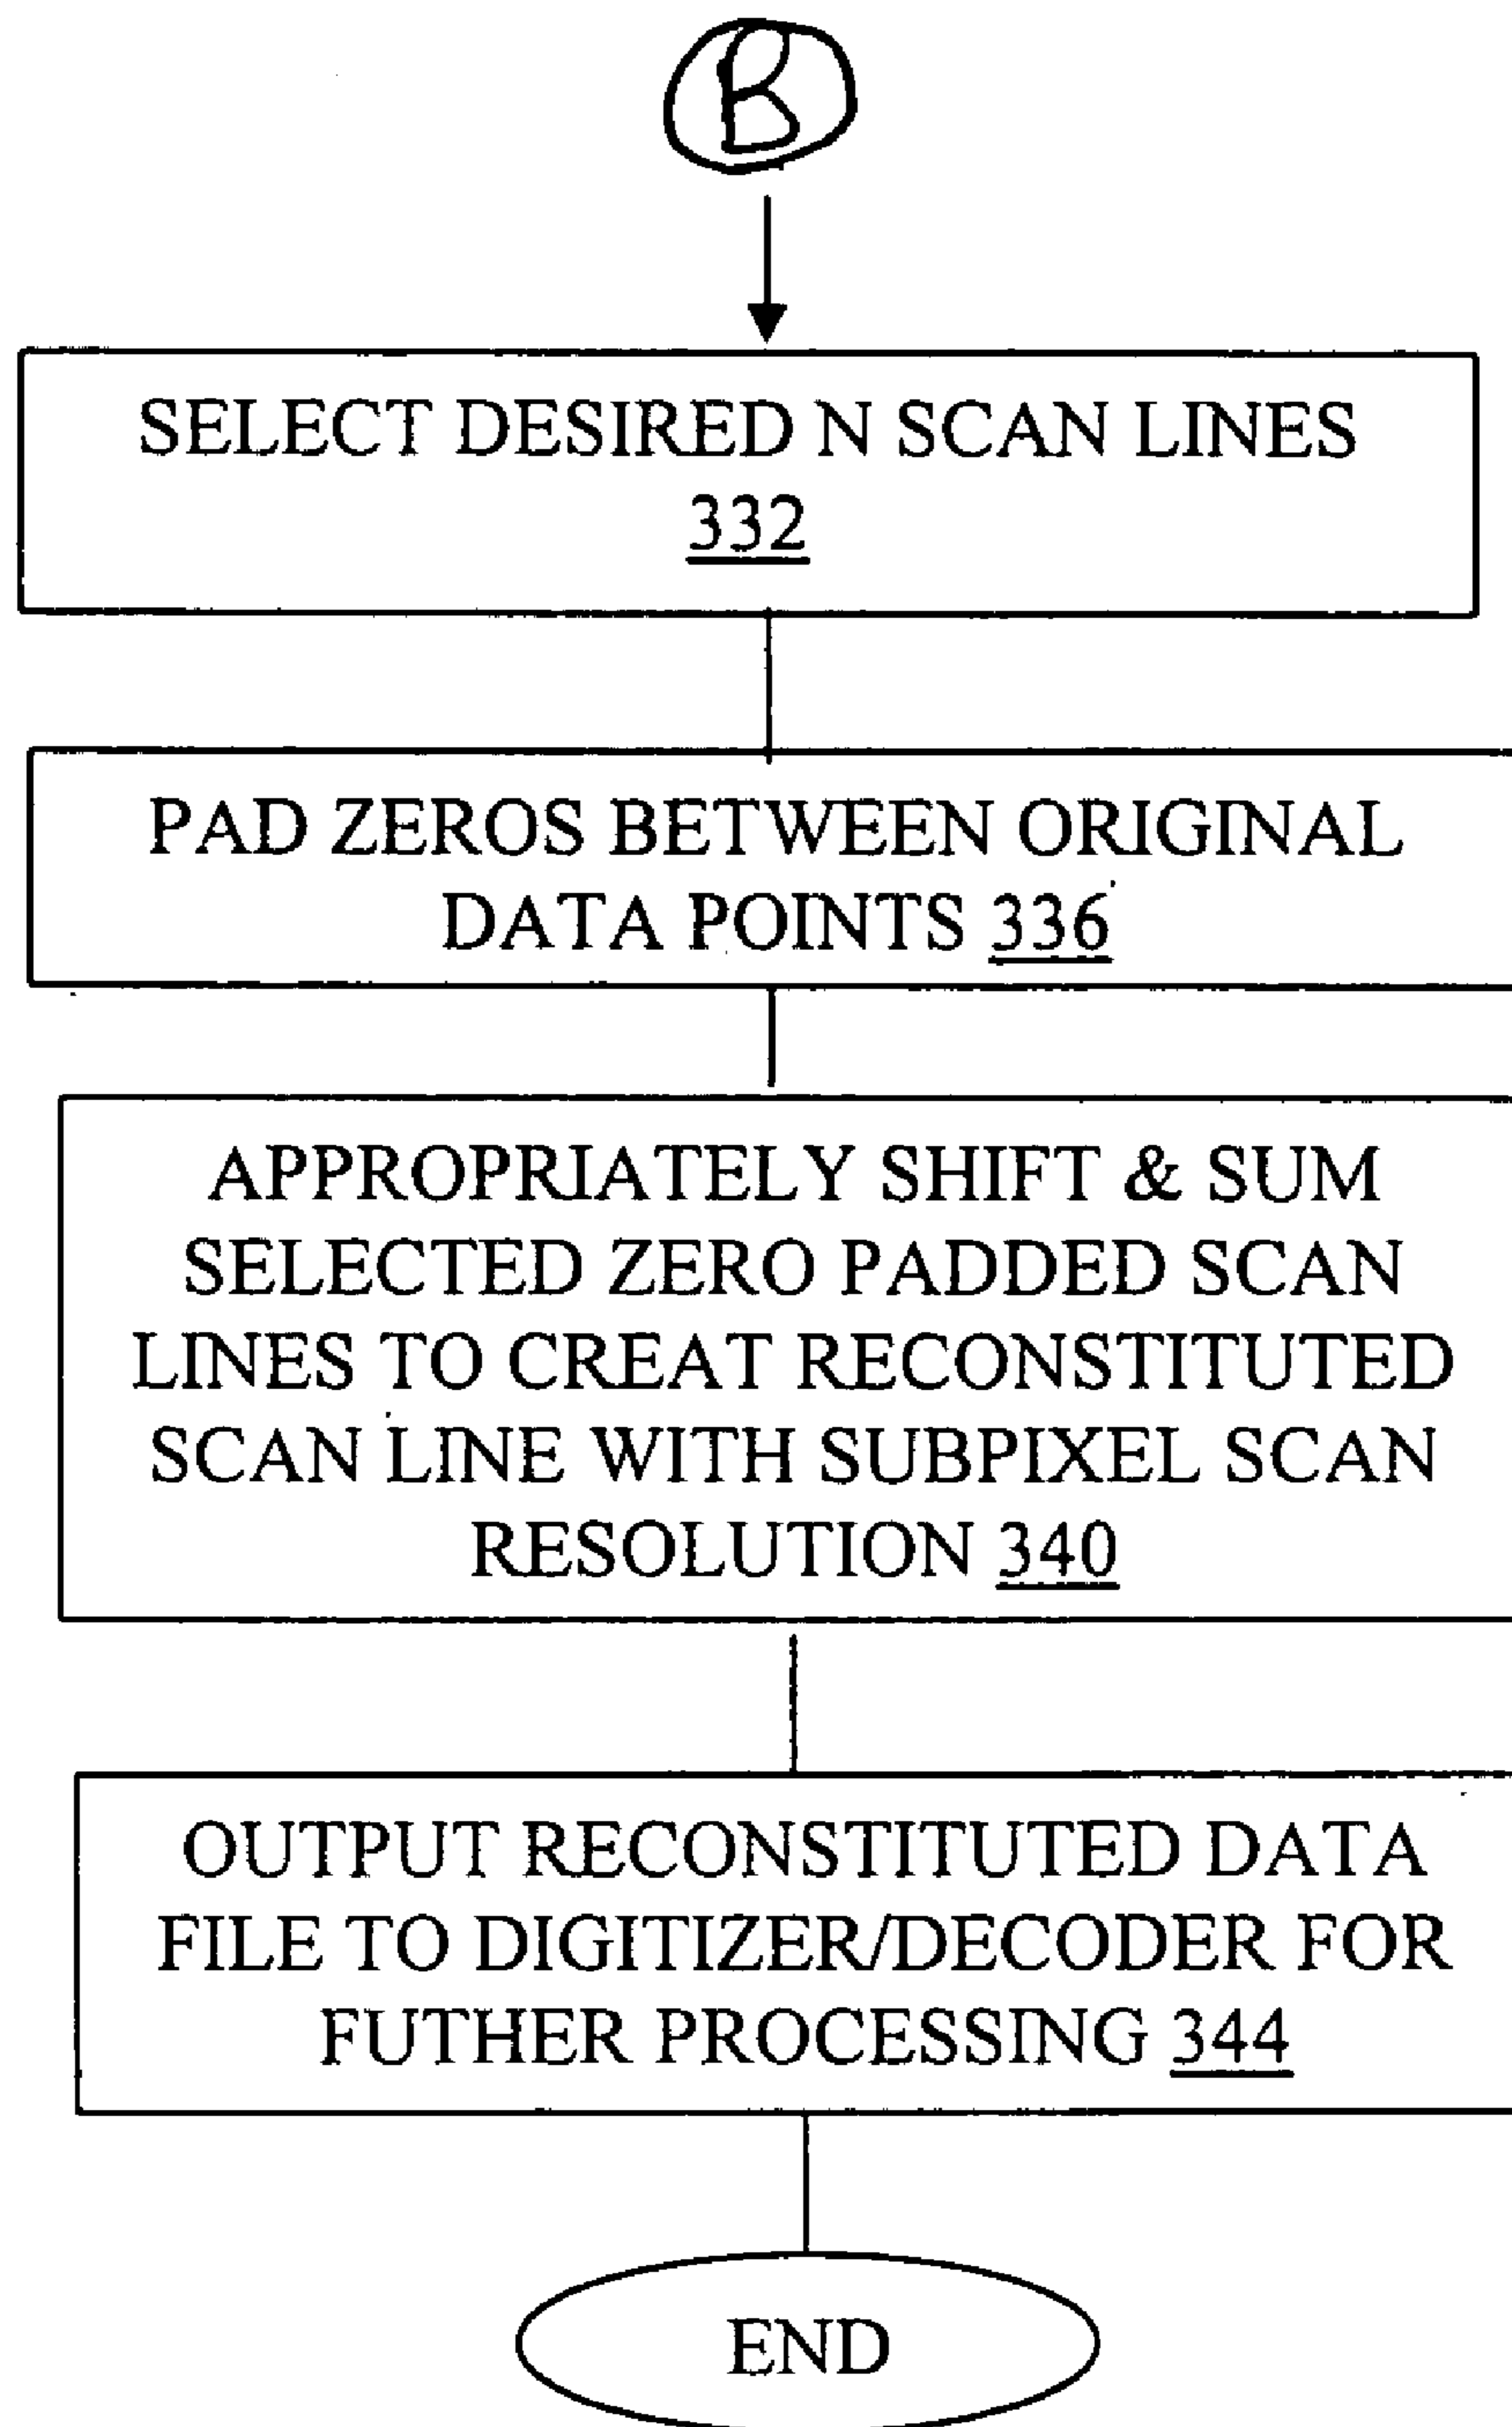 B
SELECT DESIRED N SCAN LINES
332
PAD ZEROS BETWEEN ORIGINAL
DATA POINTS 336
APPROPRIATELY SHIFT & SUM
SELECTED ZERO PADDED SCAN
LINES TO CREAT RECONSTITUTED
SCAN LINE WITH SUBPIXEL SCAN
RESOLUTION 340
OUTPUT RECONSTITUTED DATA
FILE TO DIGITIZER/DECODER FOR
FUTHER PROCESSING 344
END